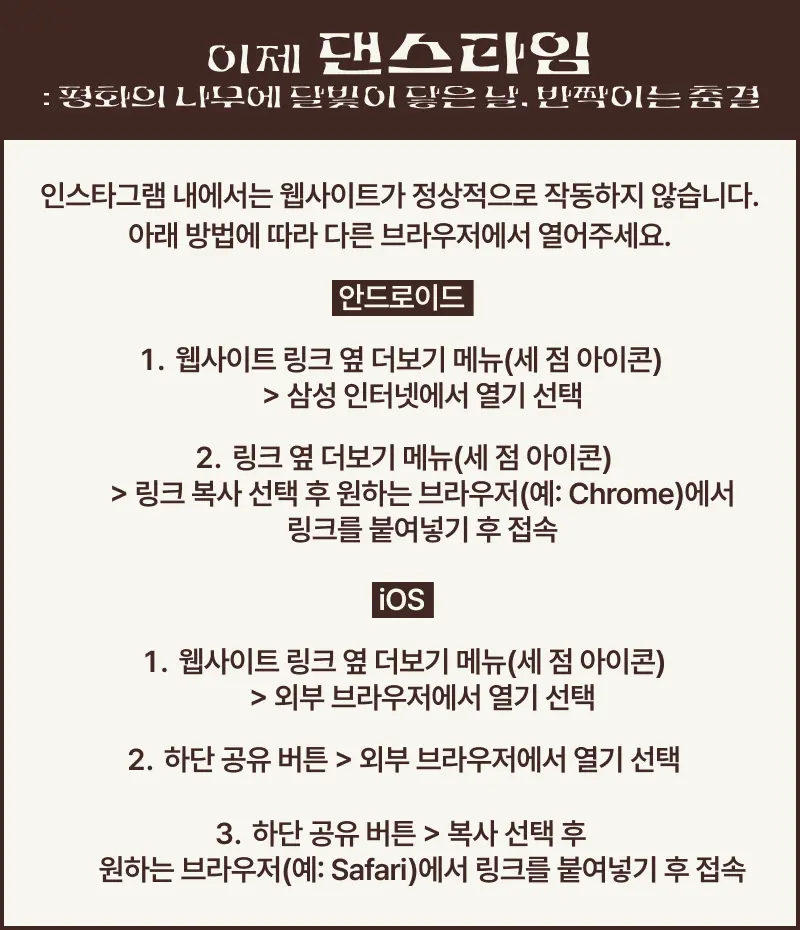 이제 댄스타임
: 평화의 나무에 달빛이 닿은 날, 반짝이는 춤결
인스타그램 내에서는 웹사이트가 정상적으로 작동하지 않습니다.
아래 방법에 따라 다른 브라우저에서 열어주세요.
안드로이드
1. 웹사이트 링크 옆 더보기 메뉴(세 점 아이콘)
> 삼성 인터넷에서 열기 선택
2. 링크 옆 더보기 메뉴(세 점 아이콘)
> 링크 복사 선택 후 원하는 브라우저(예: Chrome)에서
링크를 붙여넣기 후 접속
iOS
1. 웹사이트 링크 옆 더보기 메뉴(세 점 아이콘)
> 외부 브라우저에서 열기 선택
2. 하단 공유 버튼 > 외부 브라우저에서 열기 선택
3. 하단 공유 버튼 > 복사 선택 후
원하는 브라우저(예: Safari)에서 링크를 붙여넣기 후 접속